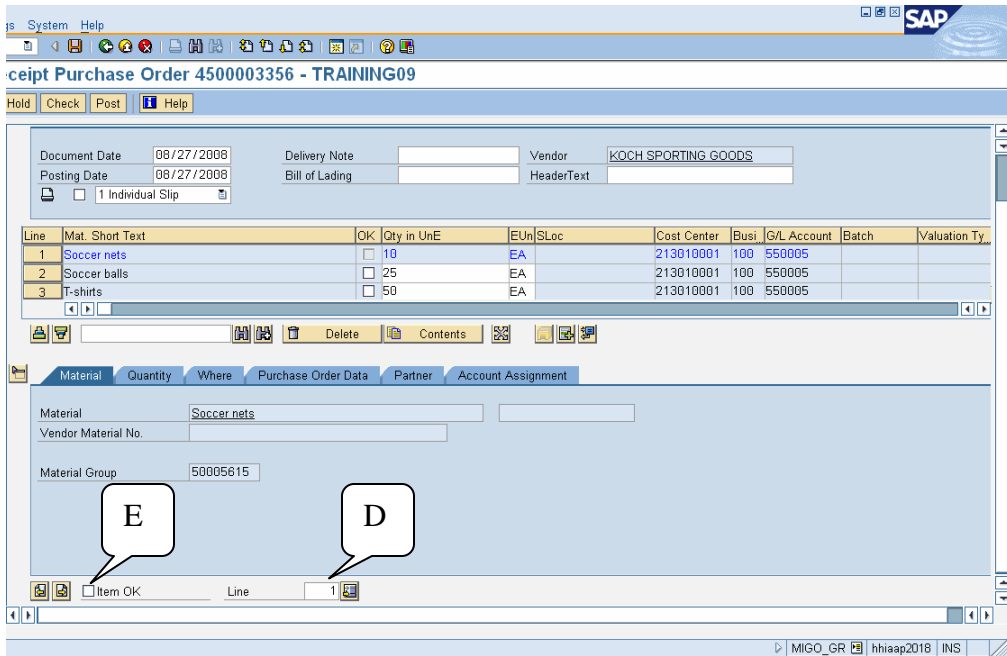 gs System Help
SAP
ceipt Purchase Order 4500003356 - TRAINING09
Hold Check Post Help
Document Date 08/27/2008 Delivery Note Vendor KOCH SPORTING GOODS
Posting Date 08/27/2008 Bill of Lading HeaderText
1 Individual Slip
Line Mat. Short Text OK Qty in UnE EUn SLoc Cost Center Busi.. G/L Account Batch Valuation Ty..
1 Soccer nets 10 EA 213010001 100 550005
2 Soccer balls 25 EA 213010001 100 550005
3 T-shirts 50 EA 213010001 100 550005
Delete Contents
Material Quantity Where Purchase Order Data Partner Account Assignment
Material Soccer nets
Vendor Material No.
Material Group 50005615
E D
Item OK Line 1
MIGO_GR hhiaap2018 INS